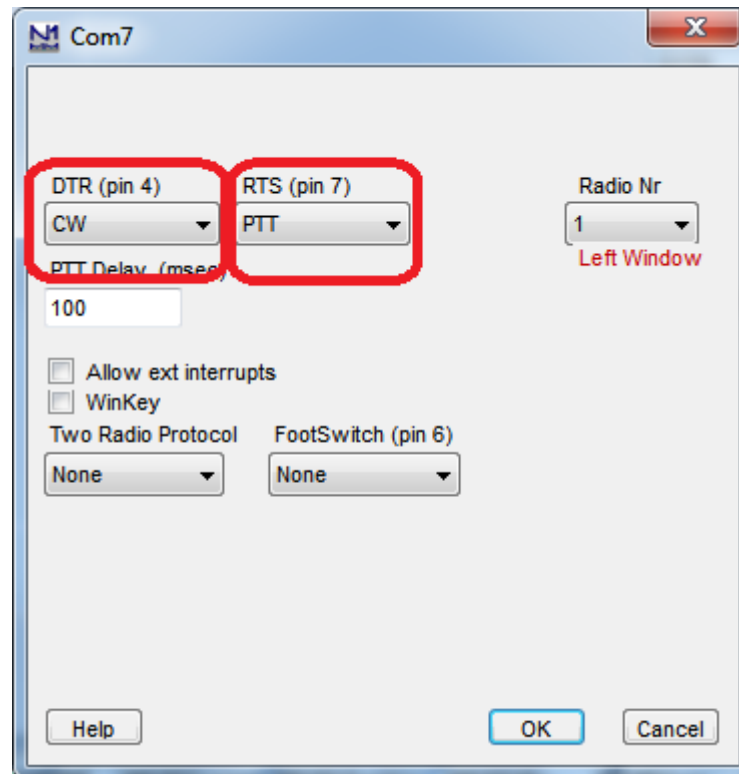 N1 Com7
DTR (pin 4) RTS (pin 7) Radio Nr
CW PTT 1
Left Window
PTT Delay (msec)
100
Allow ext interrupts
WinKey
Two Radio Protocol FootSwitch (pin 6)
None None
Help OK Cancel